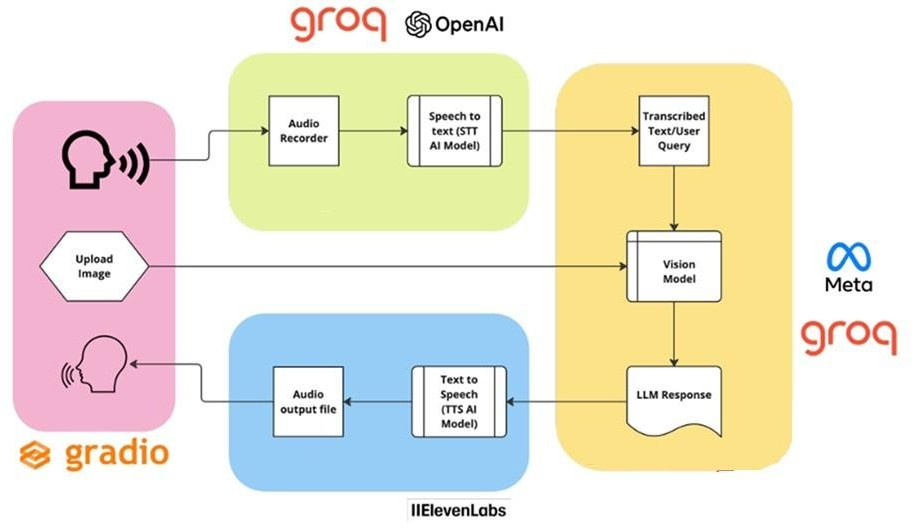 groq OpenAI
Audio
Recorder
Speech to
text (STT
AI Model)
Transcribed
Text/User
Query
Upload
Image
Vision
Model
Meta
groq
Audio
output file
Text to
Speech
(TTS AI
Model)
LLM Response
gradio
IIElevenLabs